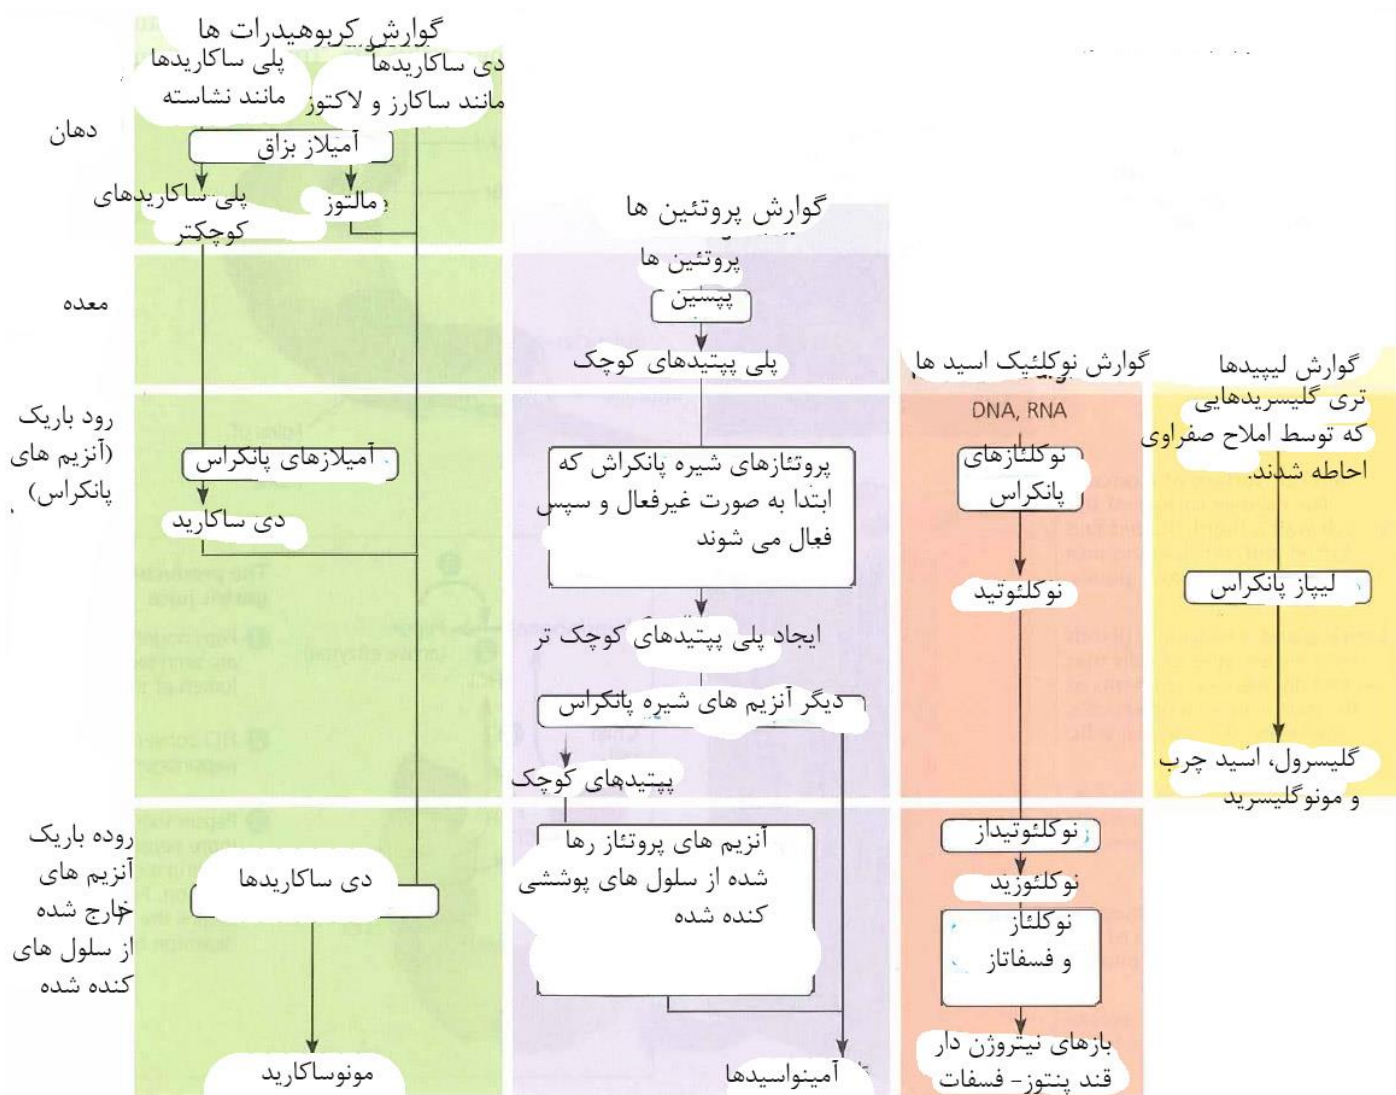 گوارش کربوهیدرات ها
پلی ساکاریدها
مانند نشاسته
دی ساکاریدها
مانند ساکارز و لاکتوز
دهان
آمیلاز بزاق
پلی ساکاریدهای
کوچکتر
مالتوز
گوارش پروتئین ها
پروتئین ها
معده
پپسین
پلی پپتیدهای کوچک
گوارش نوکلئیک اسید ها
گوارش لیپیدها
DNA, RNA
تری گلیسریدهایی
که توسط املاح صفراوی
احاطه شدند.
رود باریک
(آنزیم های
پانکراس)
آمیلازهای پانکراس
دی ساکارید
پروتئازهای شیره پانکراش که
ابتدا به صورت غیرفعال و سپس
فعال می شوند
نوکلئازهای
پانکراس
نوکلئوتید
لیپاز پانکراس
ایجاد پلی پپتیدهای کوچک تر
دیگر آنزیم های شیره پانکراس
پپتیدهای کوچک
گلیسرول، اسید چرب
و مونوگلیسرید
روده باریک
آنزیم های
خارج شده
از سلول های
کنده شده
دی ساکاریدها
آنزیم های پروتئاز رها
شده از سلول های پوششی
کنده شده
نوکلئوتیداز
نوکلئوزید
نوکلئاز
و فسفاتاز
مونوساکارید
آمینواسیدها
بازهای نیتروژن دار
قند پنتوز- فسفات